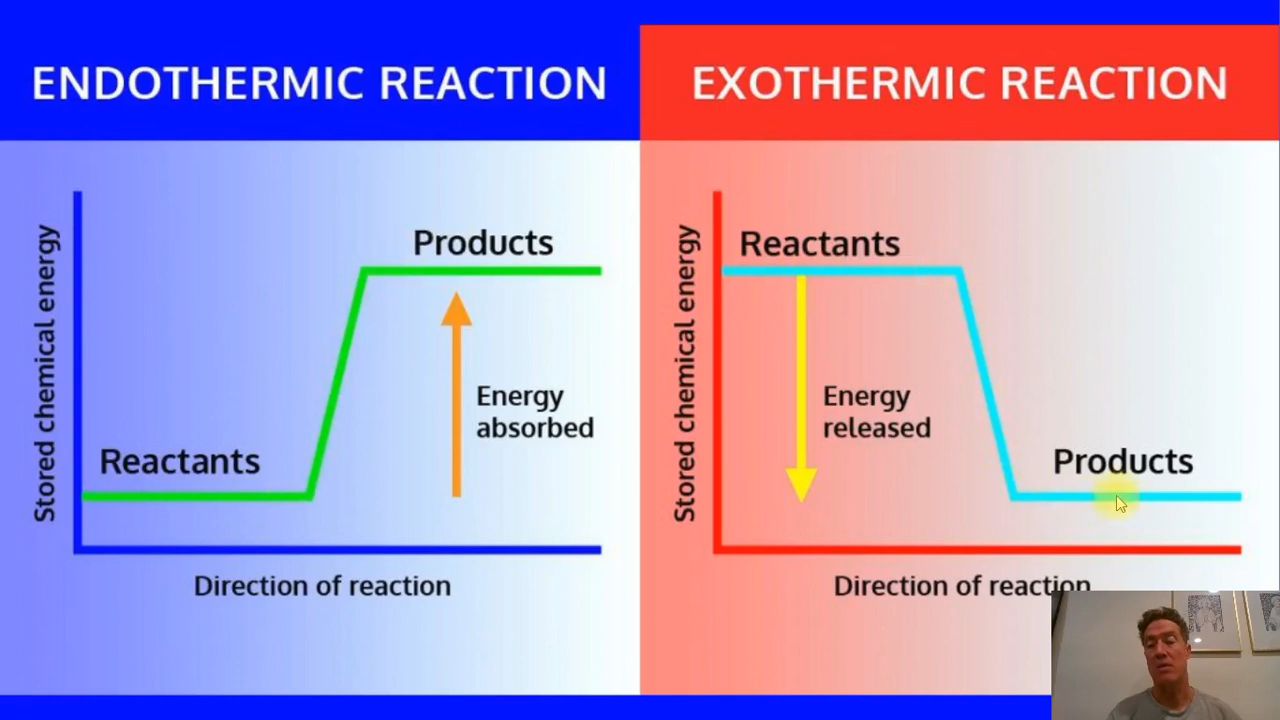 ENDOTHERMIC REACTION
Stored chemical energy
Products
Energy
absorbed
Reactants
Direction of reaction
EXOTHERMIC REACTION
Stored chemical energy
Reactants
Energy
released
Products
Direction of reaction